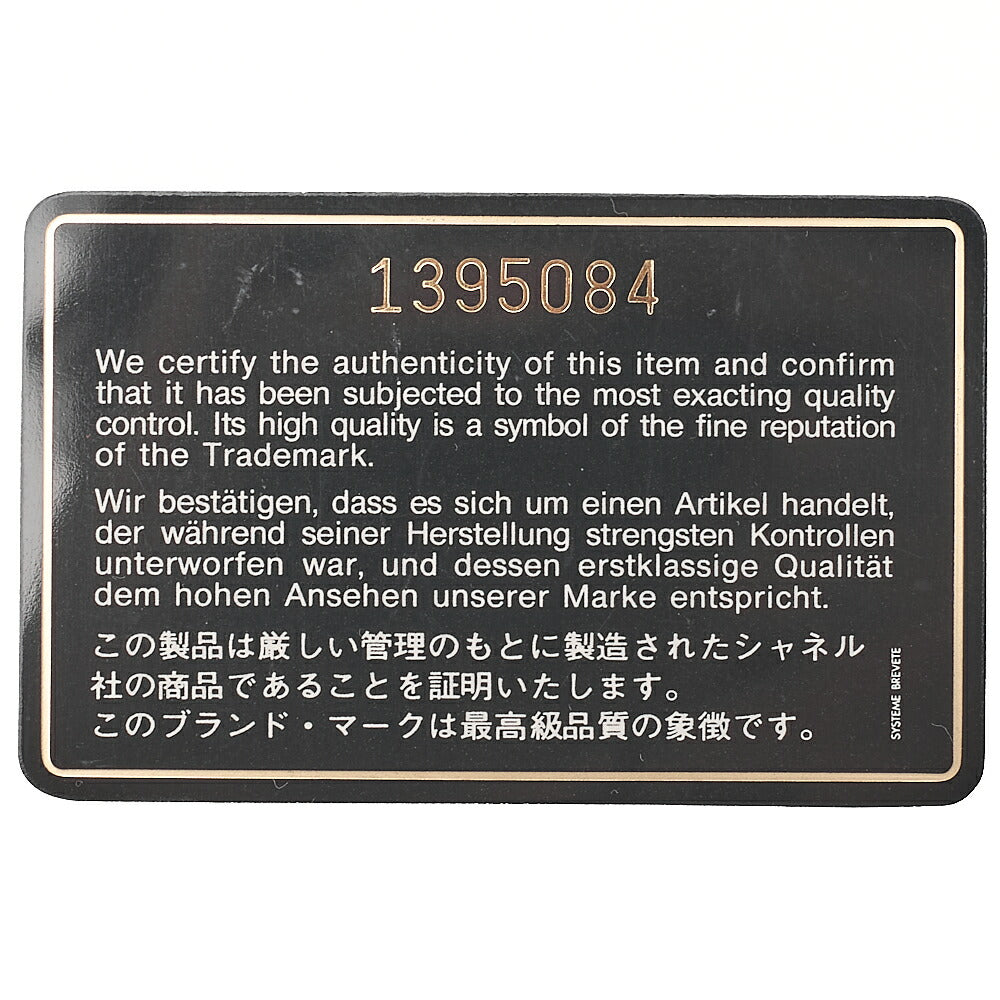 1395084
We certify the authenticity of this item and confirm
that it has been subjected to the most exacting quality
control. Its high quality is a symbol of the fine reputation
of the Trademark.
Wir bestätigen, dass es sich um einen Artikel handelt,
der während seiner Herstellung strengsten Kontrollen
unterworfen war, und dessen erstklassige Qualität
dem hohen Ansehen unserer Marke entspricht.
この製品は厳しい管理のもとに製造されたシャネル
社の商品であることを証明いたします。
このブランド・マークは最高級品質の象徴です。
SYSTEME BREVETE